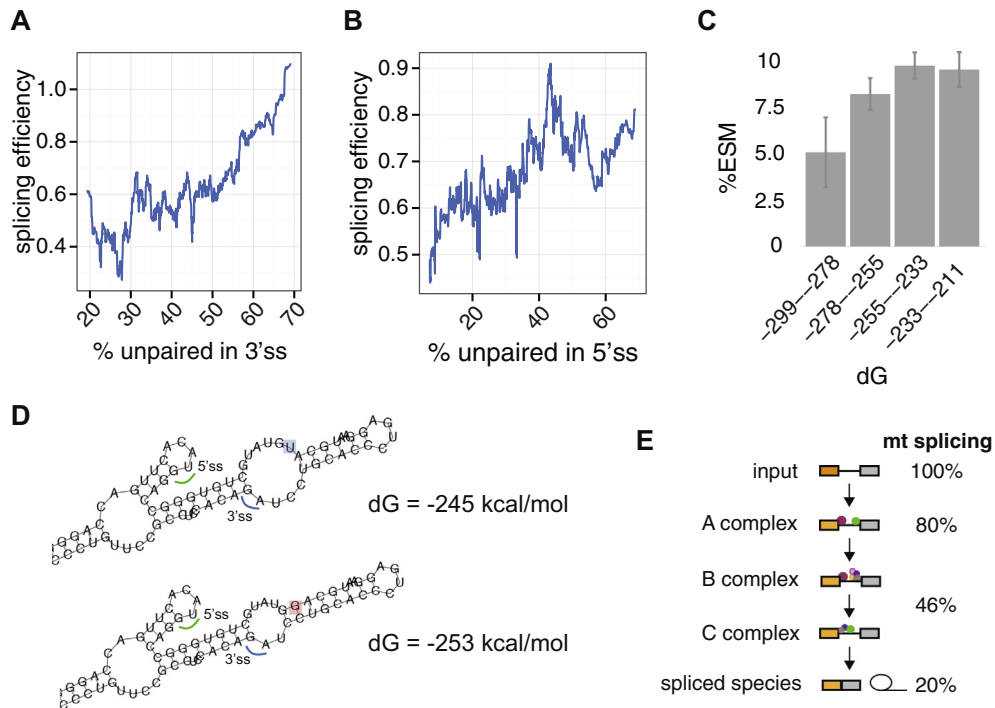 A
splicing efficiency
1.0
0.8
0.6
0.4
20
30
40
50
60
70
% unpaired in 3'ss
B
splicing efficiency
0.9
0.8
0.7
0.6
0.5
20
40
60
% unpaired in 5'ss
C
%ESM
10
7.5
5.0
2.5
0
-299--278
-278--255
-255--233
-233--211
dG
D
5'ss
3'ss
dG = -245 kcal/mol
5'ss
3'ss
dG = -253 kcal/mol
E
mt splicing
input 100%
A complex 80%
B complex
46%
C complex
spliced species 20%